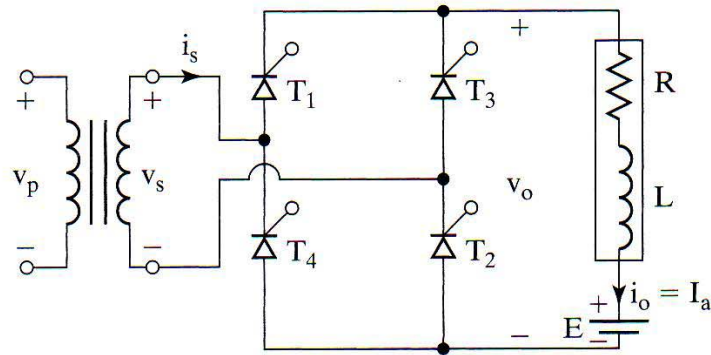 i_s
+
T_1
T_3
R
+
+
v_p
v_s
v_o
L
−
−
T_4
T_2
i_o = I_a
+
−
E
−